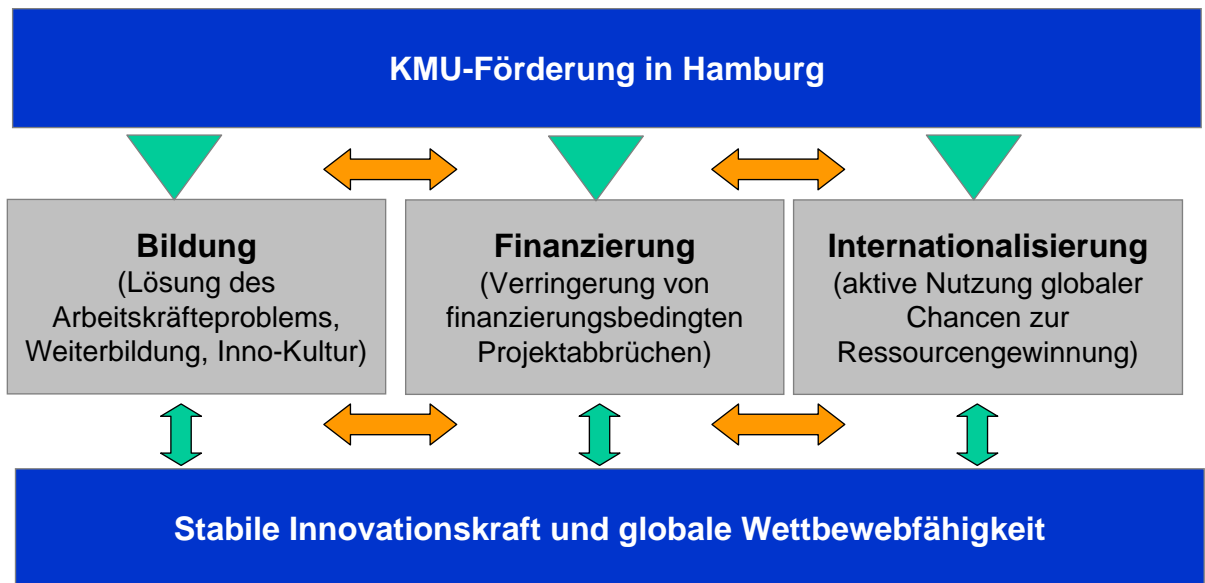 KMU-Förderung in Hamburg
Bildung
(Lösung des
Arbeitskräfteproblems,
Weiterbildung, Inno-Kultur)
Finanzierung
(Verringerung von
finanzierungsbedingten
Projektabbrüchen)
Internationalisierung
(aktive Nutzung globaler
Chancen zur
Ressourcengewinnung)
Stabile Innovationskraft und globale Wettbewebfähigkeit